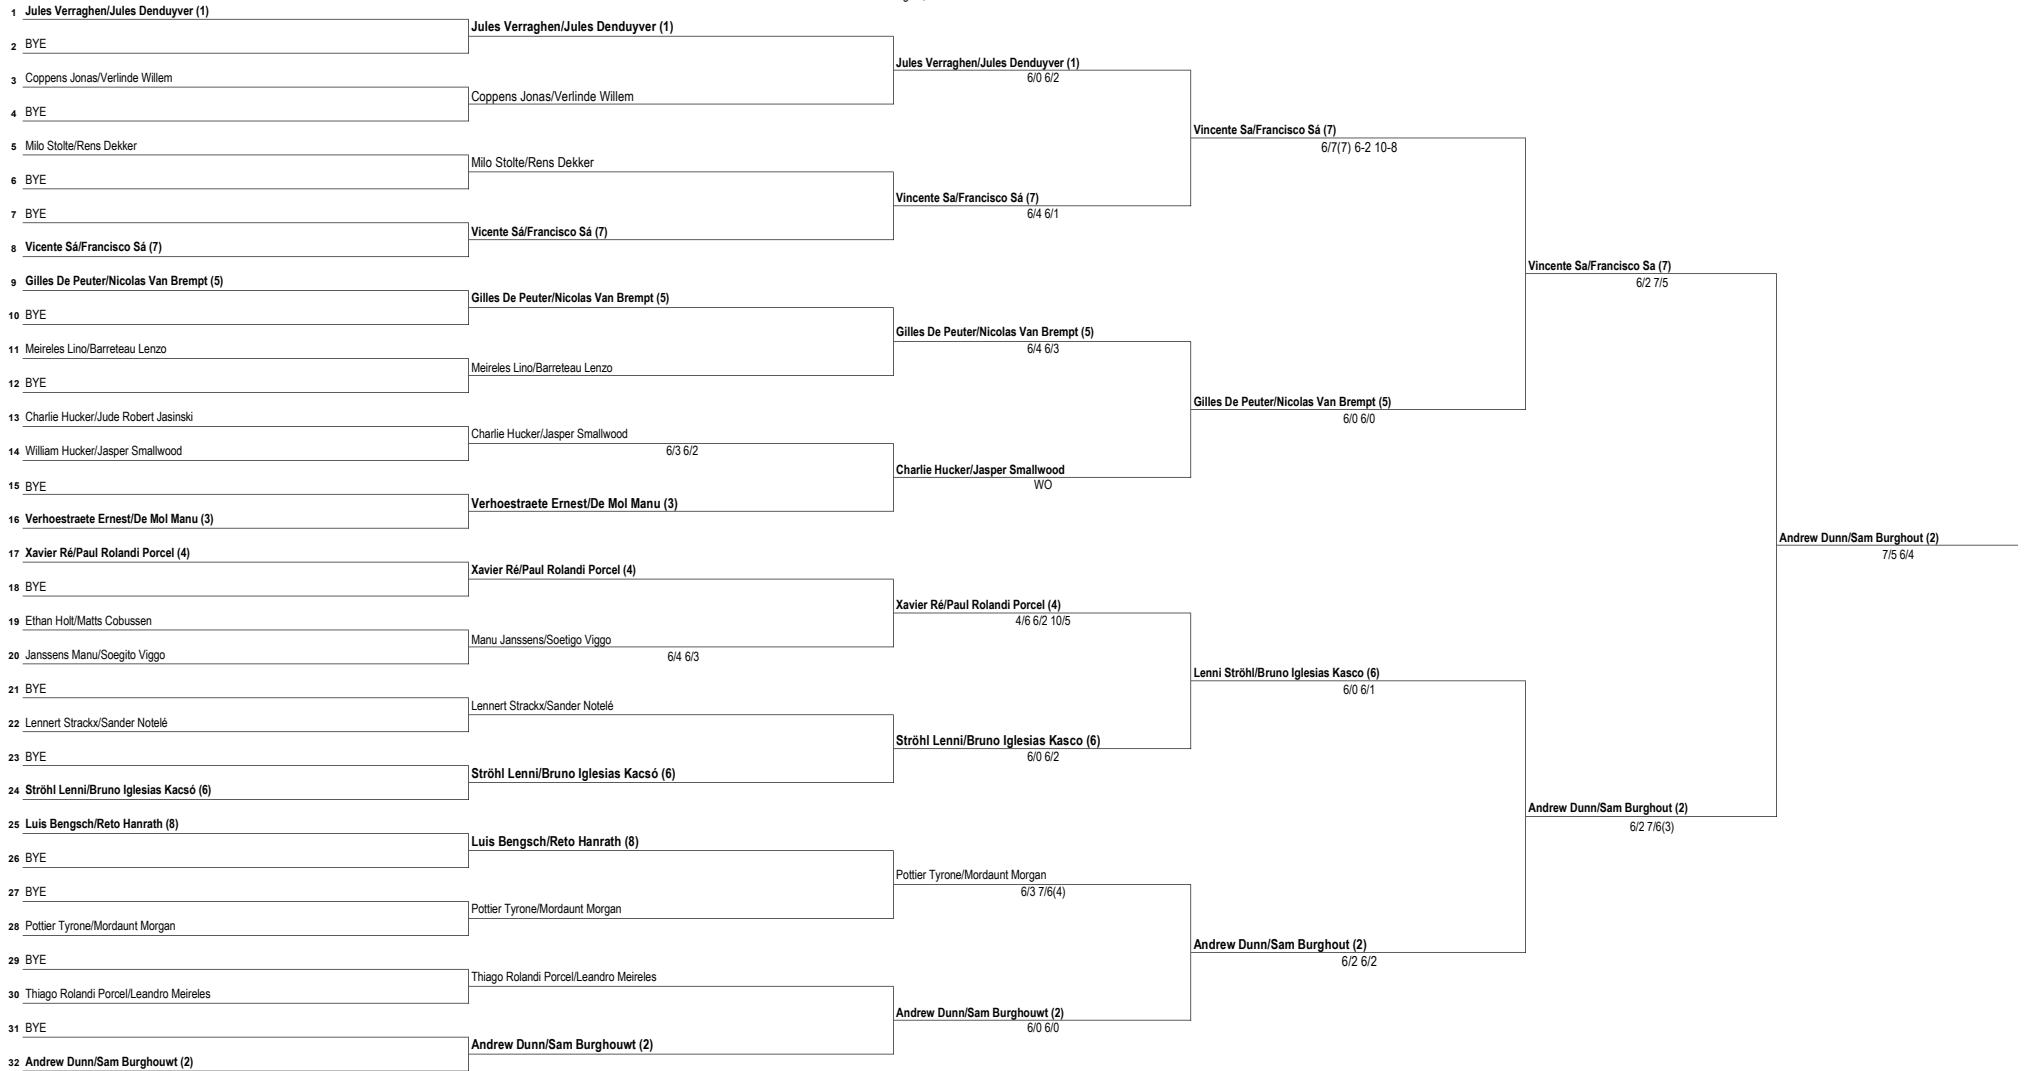 1 Jules Verraghen/Jules Denduyver (1)
Jules Verraghen/Jules Denduyver (1)
2 BYE
Jules Verraghen/Jules Denduyver (1)
6/0 6/2
3 Coppens Jonas/Verlinde Willem
Coppens Jonas/Verlinde Willem
4 BYE
Vincente Sa/Francisco Sá (7)
6/7(7) 6-2 10-8
5 Milo Stolte/Rens Dekker
Milo Stolte/Rens Dekker
6 BYE
Vincente Sa/Francisco Sá (7)
6/4 6/1
7 BYE
Vicente Sá/Francisco Sá (7)
8 Vicente Sá/Francisco Sá (7)
Vincente Sa/Francisco Sa (7)
6/2 7/5
9 Gilles De Peuter/Nicolas Van Brempt (5)
Gilles De Peuter/Nicolas Van Brempt (5)
10 BYE
Gilles De Peuter/Nicolas Van Brempt (5)
6/4 6/3
11 Meireles Lino/Barreteau Lenzo
Meireles Lino/Barreteau Lenzo
12 BYE
Gilles De Peuter/Nicolas Van Brempt (5)
6/0 6/0
13 Charlie Hucker/Jude Robert Jasinski
Charlie Hucker/Jasper Smallwood
6/3 6/2
14 William Hucker/Jasper Smallwood
Charlie Hucker/Jasper Smallwood
WO
15 BYE
Verhoestraete Ernest/De Mol Manu (3)
16 Verhoestraete Ernest/De Mol Manu (3)
Andrew Dunn/Sam Burghout (2)
7/5 6/4
17 Xavier Ré/Paul Rolandi Porcel (4)
Xavier Ré/Paul Rolandi Porcel (4)
18 BYE
Xavier Ré/Paul Rolandi Porcel (4)
4/6 6/2 10/5
19 Ethan Holt/Matts Cobussen
Manu Janssens/Soetigo Viggo
6/4 6/3
20 Janssens Manu/Soegito Viggo
Lenni Ströhl/Bruno Iglesias Kasco (6)
6/0 6/1
21 BYE
Lennert Strackx/Sander Notelé
22 Lennert Strackx/Sander Notelé
Ströhl Lenni/Bruno Iglesias Kasco (6)
6/0 6/2
23 BYE
Ströhl Lenni/Bruno Iglesias Kacsó (6)
24 Ströhl Lenni/Bruno Iglesias Kacsó (6)
Andrew Dunn/Sam Burghout (2)
6/2 7/6(3)
25 Luis Bengsch/Reto Hanrath (8)
Luis Bengsch/Reto Hanrath (8)
26 BYE
Pottier Tyrone/Mordaunt Morgan
6/3 7/6(4)
27 BYE
Pottier Tyrone/Mordaunt Morgan
28 Pottier Tyrone/Mordaunt Morgan
Andrew Dunn/Sam Burghout (2)
6/2 6/2
29 BYE
Thiago Rolandi Porcel/Leandro Meireles
30 Thiago Rolandi Porcel/Leandro Meireles
Andrew Dunn/Sam Burghouwt (2)
6/0 6/0
31 BYE
Andrew Dunn/Sam Burghouwt (2)
32 Andrew Dunn/Sam Burghouwt (2)